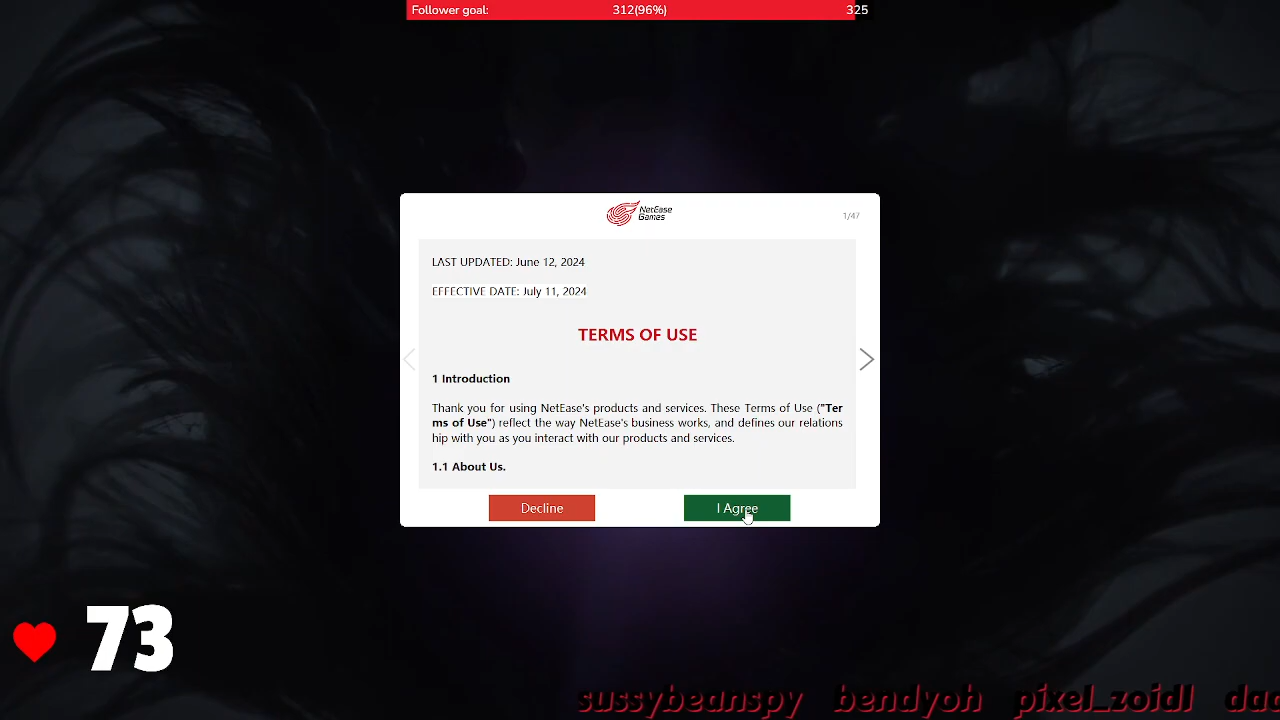 Follower goal: 312(96%) 325
NetEase Games
1/47
LAST UPDATED: June 12, 2024
EFFECTIVE DATE: July 11, 2024
TERMS OF USE
1 Introduction
Thank you for using NetEase's products and services. These Terms of Use ("Ter
ms of Use") reflect the way NetEase's business works, and defines our relations
hip with you as you interact with our products and services.
1.1 About Us.
Decline I Agree
73
sussybeanspy bendyoh pixel_zoidl